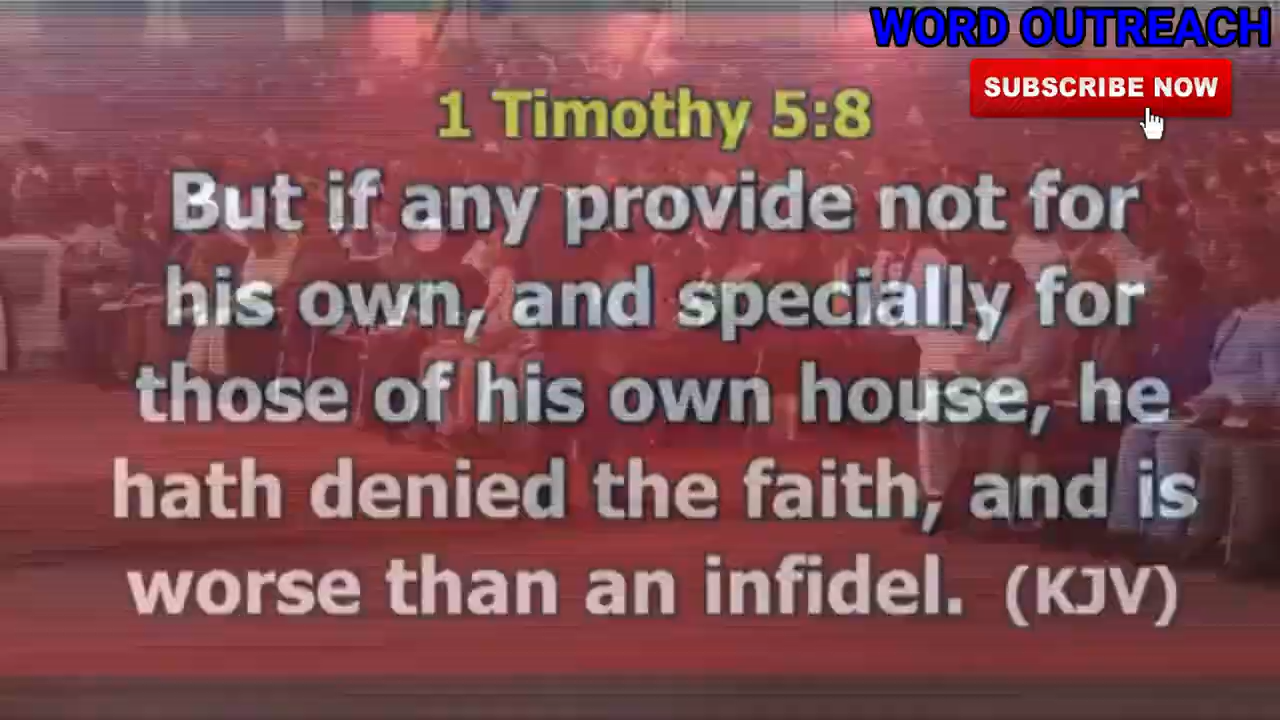 WORD OUTREACH
SUBSCRIBE NOW
1 Timothy 5:8
But if any provide not for
his own, and specially for
those of his own house, he
hath denied the faith, and is
worse than an infidel. (KJV)